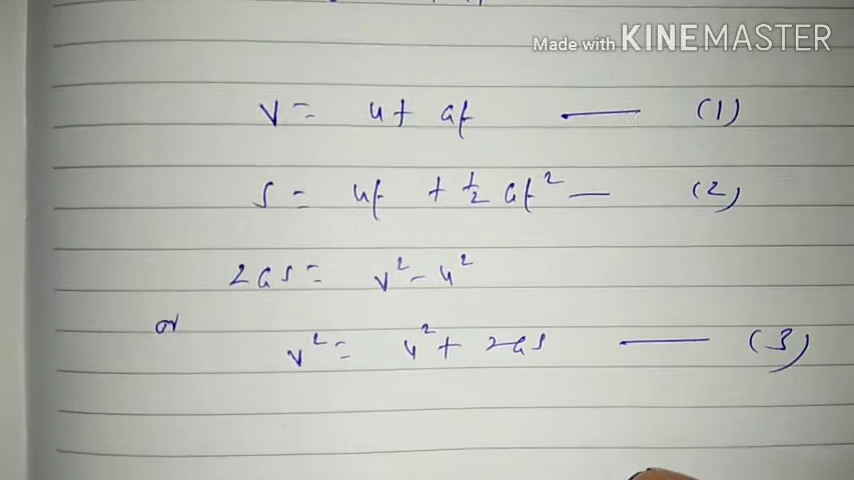 Made with KINEMASTER
v = u + at —— (1)
s = ut + 1/2 at² — (2)
2as = v² - u²
or
v² = u² + 2as —— (3)